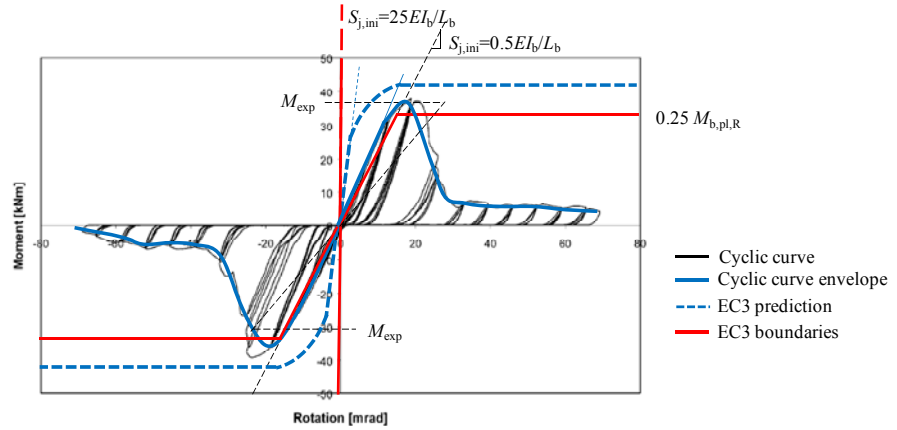 S_j,ini=25EI_b/L_b
S_j,ini=0.5EI_b/L_b
50
40
M_exp
30
0.25 M_b,pl,R
20
10
0
-80
-60
-40
-20
0
20
40
60
80
Moment [kNm]
-10
-20
-30
M_exp
-40
-50
Rotation [mrad]
Cyclic curve
Cyclic curve envelope
EC3 prediction
EC3 boundaries